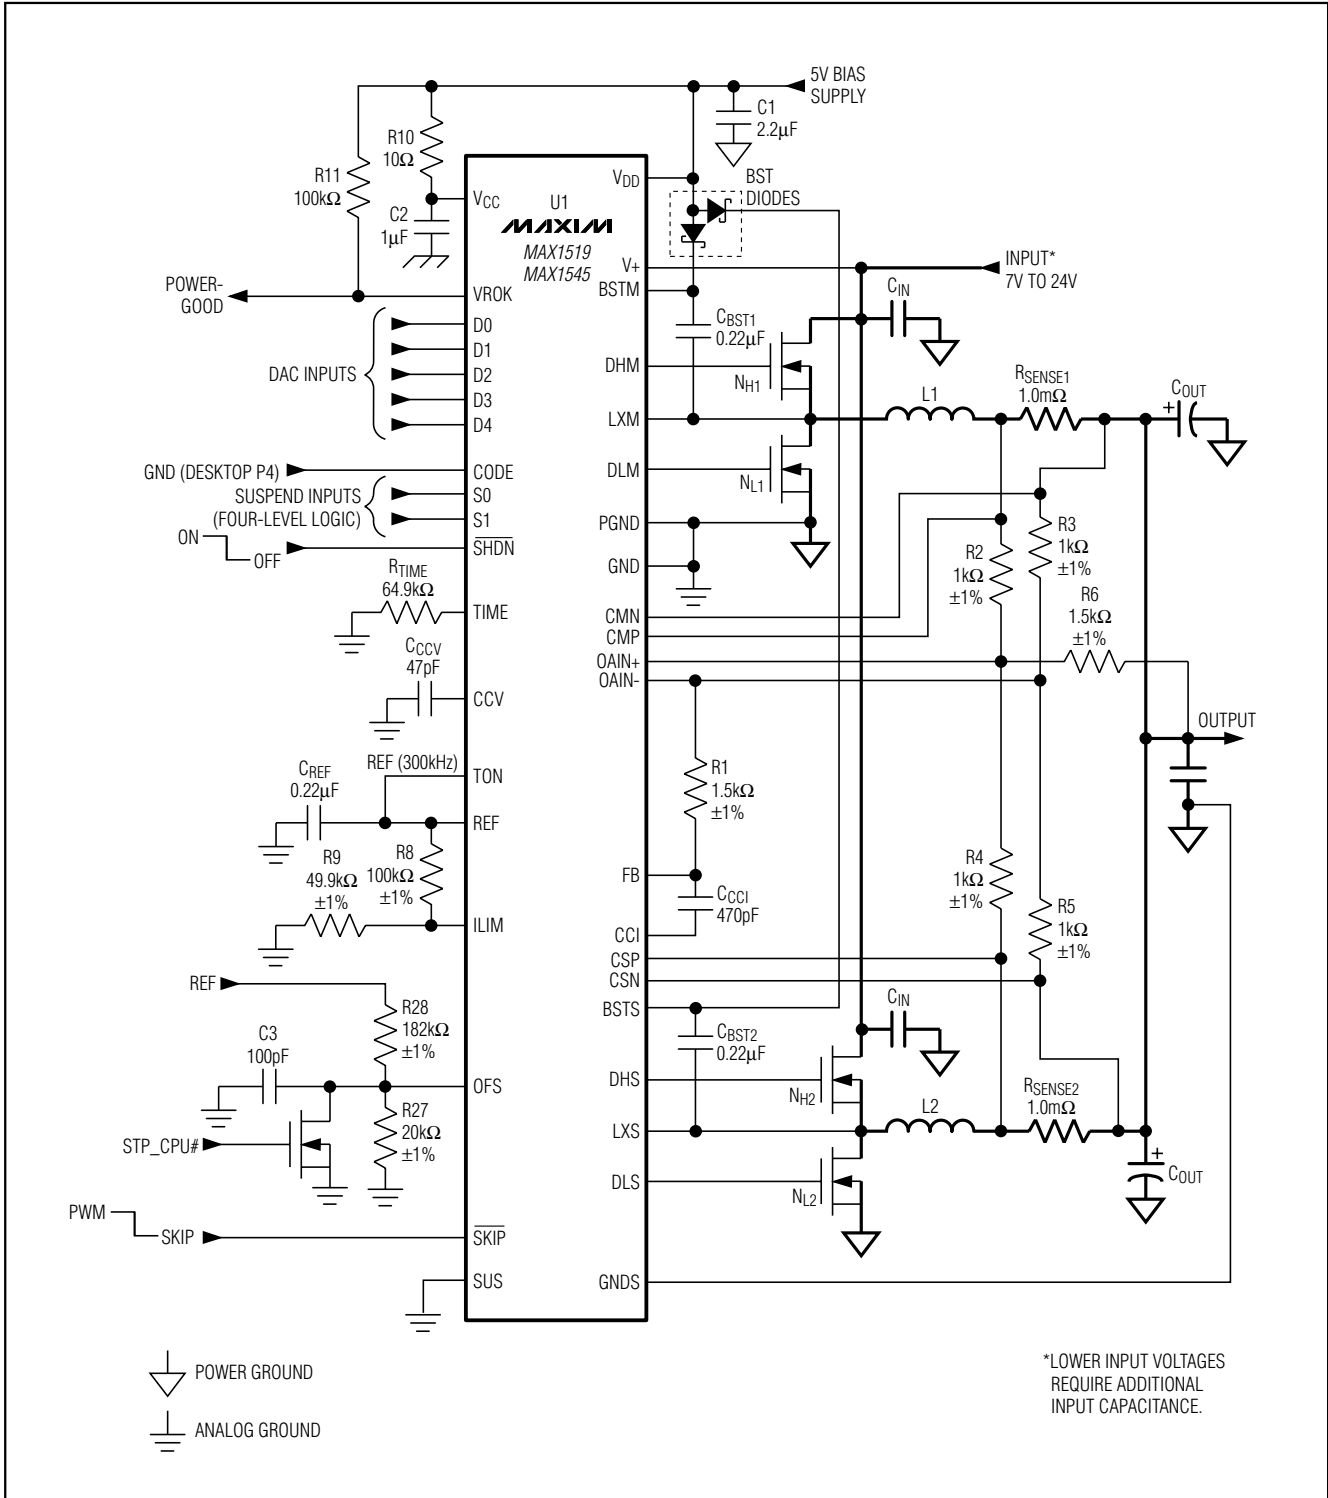 5V BIAS
SUPPLY
C1
2.2µF
R10
10Ω
R11
100kΩ
VCC
C2
1µF
U1
MAXIM
MAX1519
MAX1545
VDD
BST
DIODES
V+
INPUT*
7V TO 24V
BSTM
POWER-
GOOD
VROK
D0
D1
D2
D3
D4
DAC INPUTS
CBST1
0.22µF
CIN
DHM
NH1
LXM
L1
RSENSE1
1.0mΩ
COUT
+
GND (DESKTOP P4)
CODE
DLM
NL1
SUSPEND INPUTS
(FOUR-LEVEL LOGIC)
S0
S1
ON
OFF
SHDN
PGND
GND
R2
1kΩ
±1%
R3
1kΩ
±1%
R6
1.5kΩ
±1%
RTIME
64.9kΩ
TIME
CMN
CMP
OAIN+
OAIN-
CCCV
47pF
CCV
OUTPUT
REF (300kHz)
TON
CREF
0.22µF
REF
R1
1.5kΩ
±1%
R9
49.9kΩ
±1%
R8
100kΩ
±1%
ILIM
FB
CCCI
470pF
CCI
R4
1kΩ
±1%
R5
1kΩ
±1%
CSP
CSN
REF
R28
182kΩ
±1%
BSTS
CBST2
0.22µF
CIN
C3
100pF
OFS
DHS
NH2
R27
20kΩ
±1%
STP_CPU#
LXS
L2
RSENSE2
1.0mΩ
DLS
NL2
+
COUT
PWM
SKIP
SKIP
SUS
GNDS
POWER GROUND
ANALOG GROUND
*LOWER INPUT VOLTAGES
REQUIRE ADDITIONAL
INPUT CAPACITANCE.